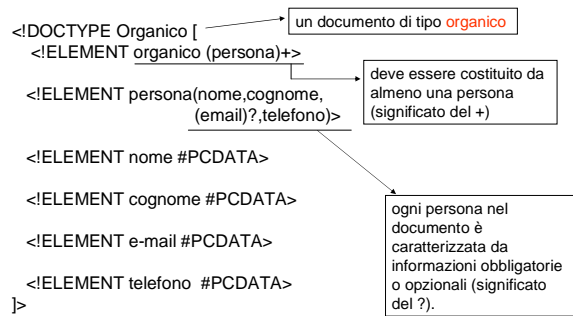 <!DOCTYPE Organico [
un documento di tipo organico
<!ELEMENT organico (persona)+>
deve essere costituito da
almeno una persona
(significato del +)
<!ELEMENT persona(nome,cognome,
(email)?,telefono)>
<!ELEMENT nome #PCDATA>
<!ELEMENT cognome #PCDATA>
<!ELEMENT e-mail #PCDATA>
<!ELEMENT telefono #PCDATA>
]>
ogni persona nel
documento è
caratterizzata da
informazioni obbligatorie
o opzionali (significato
del ?).